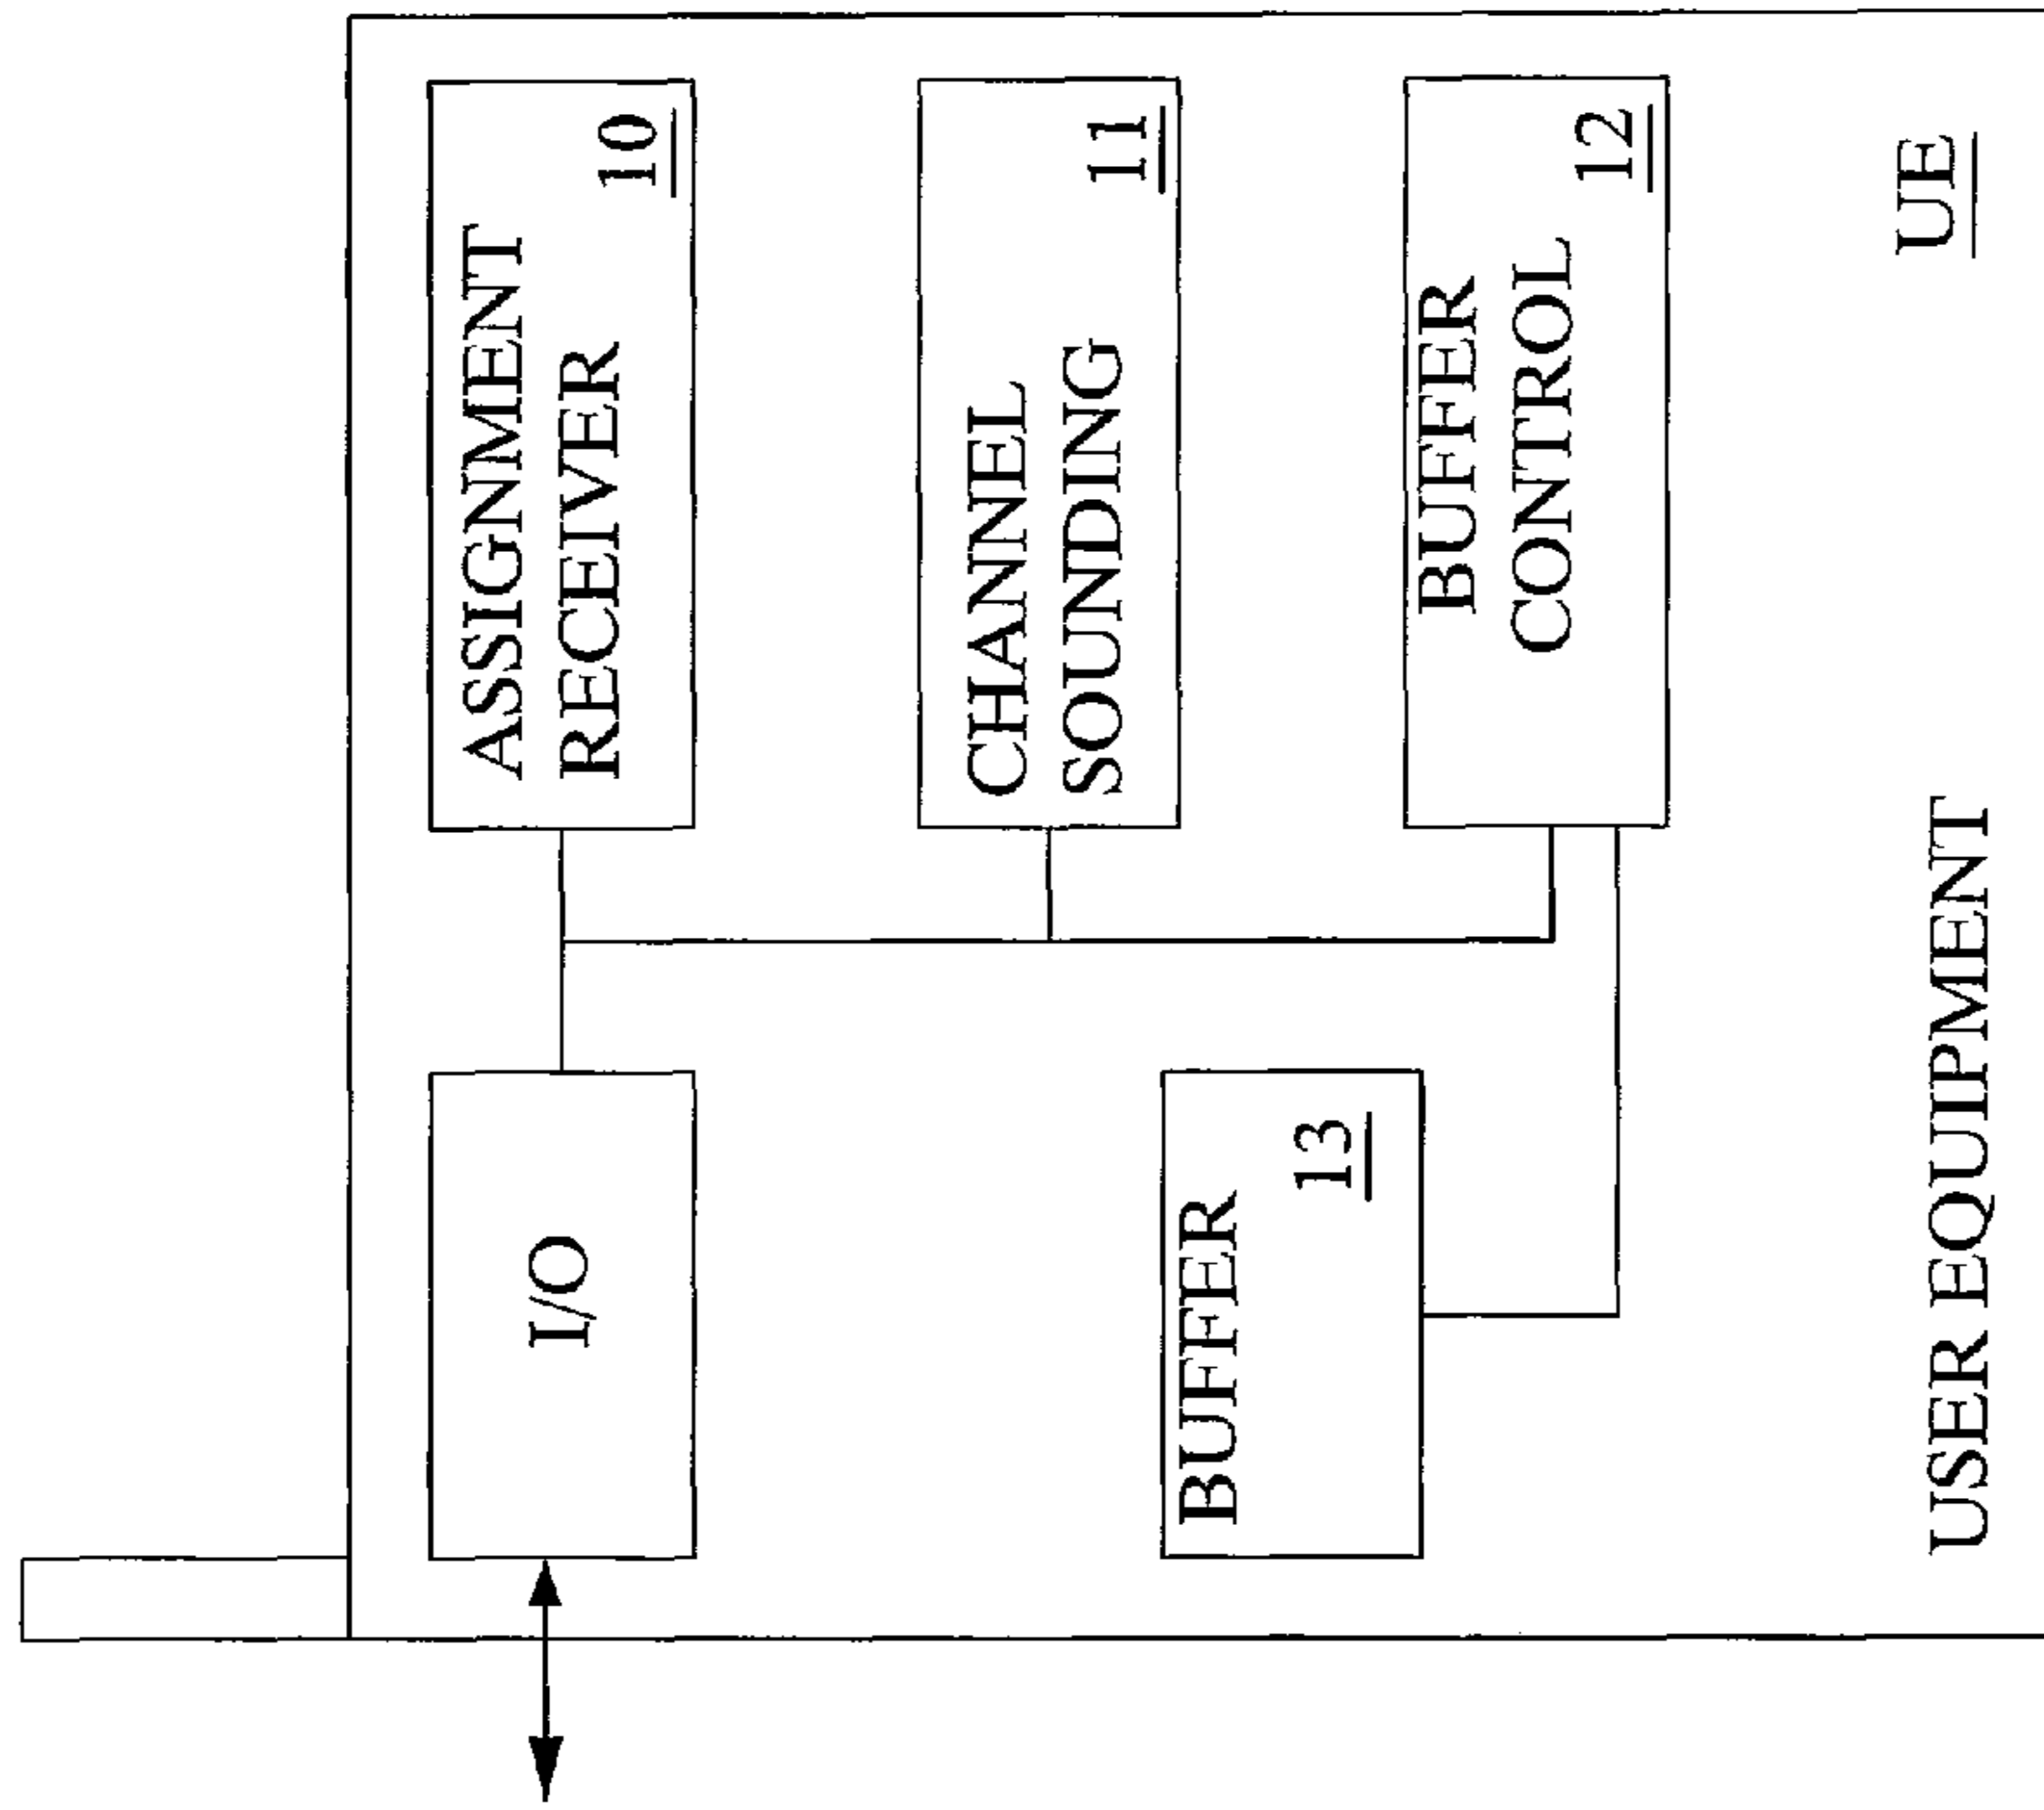 ASSIGNMENT
RECEIVER
10
I/O
CHANNEL
SOUNDING
11
BUFFER
13
BUFFER
CONTROL
12
USER EQUIPMENT
UE